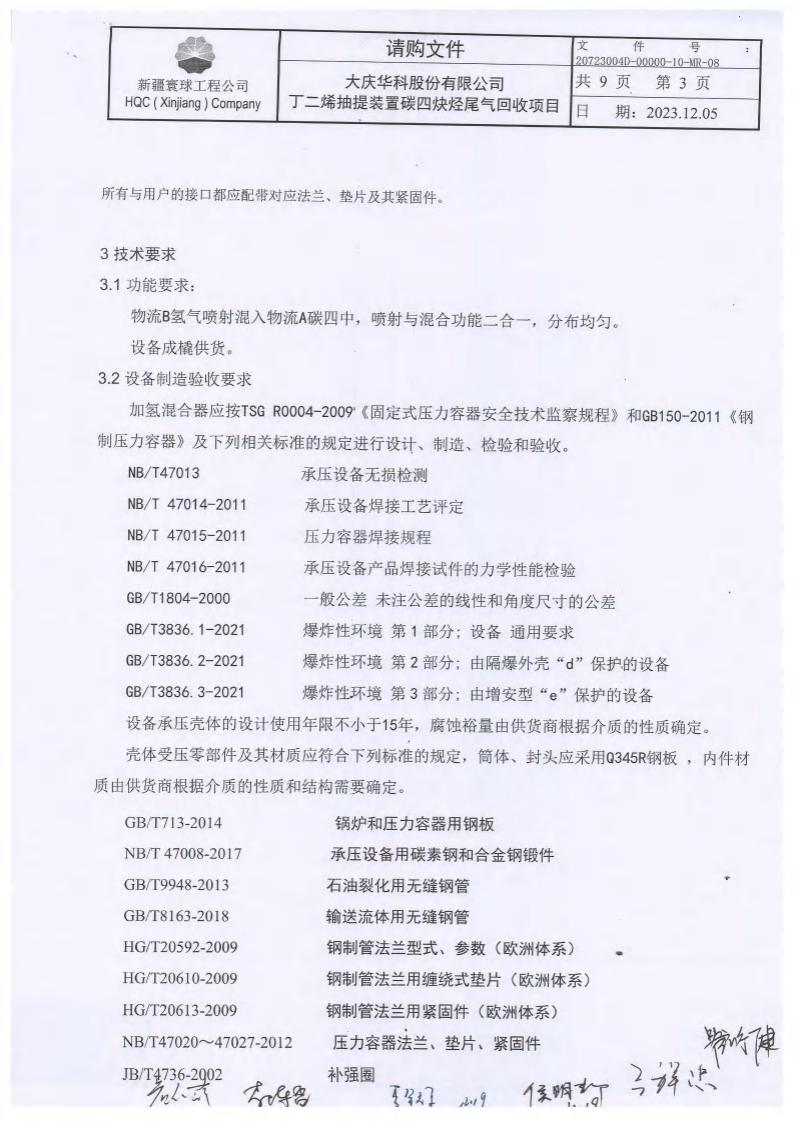 新疆寰球工程公司
HQC ( Xinjiang ) Company
请购文件
大庆华科股份有限公司
丁二烯抽提装置碳四炔烃尾气回收项目
文 件 号 :
20723004D-00000-10-MR-08
共 9 页 第 3 页
日 期: 2023.12.05
所有与用户的接口都应配带对应法兰、垫片及其紧固件。
3 技术要求
3.1 功能要求:
物流B氢气喷射混入物流A碳四中，喷射与混合功能二合一，分布均匀。
设备成橇供货。
3.2 设备制造验收要求
加氢混合器应按TSG R0004-2009《固定式压力容器安全技术监察规程》和GB150-2011《钢
制压力容器》及下列相关标准的规定进行设计、制造、检验和验收。
NB/T47013 承压设备无损检测
NB/T 47014-2011 承压设备焊接工艺评定
NB/T 47015-2011 压力容器焊接规程
NB/T 47016-2011 承压设备产品焊接试件的力学性能检验
GB/T1804-2000 一般公差 未注公差的线性和角度尺寸的公差
GB/T3836.1-2021 爆炸性环境 第1部分；设备 通用要求
GB/T3836.2-2021 爆炸性环境 第2部分；由隔爆外壳“d”保护的设备
GB/T3836.3-2021 爆炸性环境 第3部分；由增安型“e”保护的设备
设备承压壳体的设计使用年限不小于15年，腐蚀裕量由供货商根据介质的性质确定。
壳体受压零部件及其材质应符合下列标准的规定，筒体、封头应采用Q345R钢板 ，内件材
质由供货商根据介质的性质和结构需要确定。
GB/T713-2014 锅炉和压力容器用钢板
NB/T 47008-2017 承压设备用碳素钢和合金钢锻件
GB/T9948-2013 石油裂化用无缝钢管
GB/T8163-2018 输送流体用无缝钢管
HG/T20592-2009 钢制管法兰型式、参数（欧洲体系）
HG/T20610-2009 钢制管法兰用缠绕式垫片（欧洲体系）
HG/T20613-2009 钢制管法兰用紧固件（欧洲体系）
NB/T47020～47027-2012 压力容器法兰、垫片、紧固件
JB/T4736-2002 补强圈